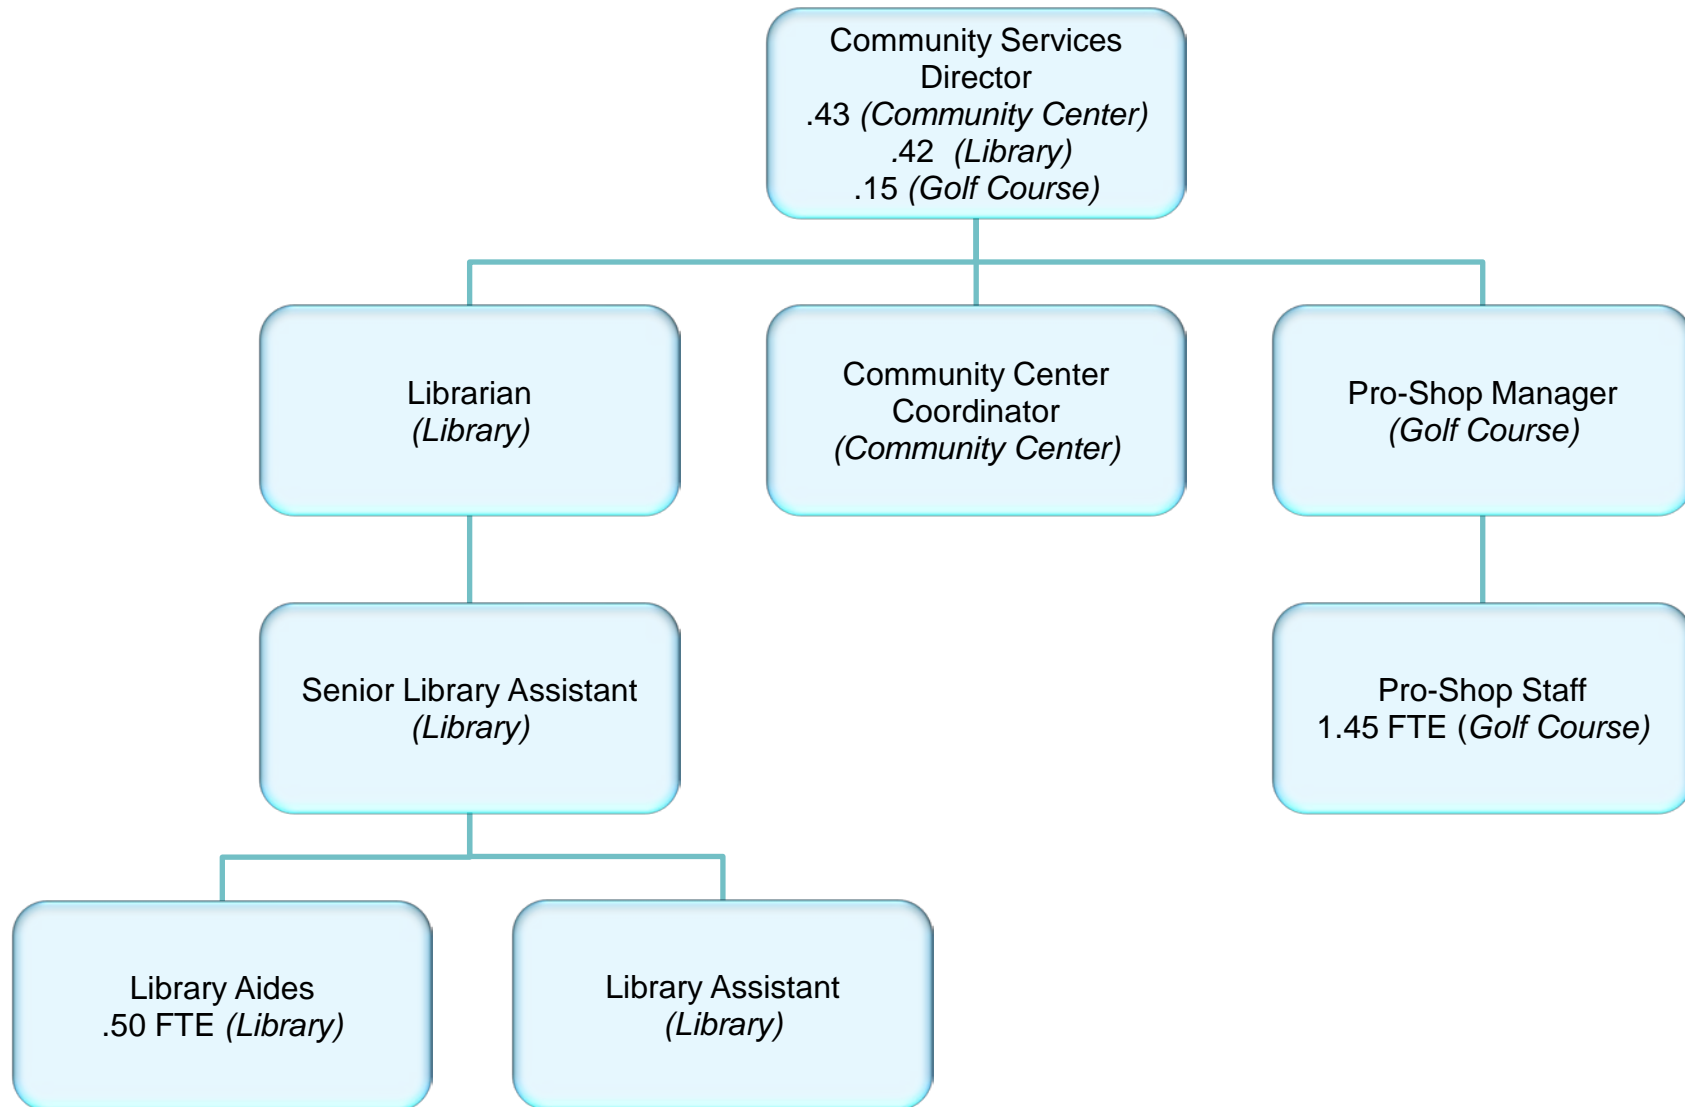 Community Services
Director
.43 (Community Center)
.42 (Library)
.15 (Golf Course)
Librarian
(Library)
Community Center
Coordinator
(Community Center)
Pro-Shop Manager
(Golf Course)
Senior Library Assistant
(Library)
Pro-Shop Staff
1.45 FTE (Golf Course)
Library Aides
.50 FTE (Library)
Library Assistant
(Library)